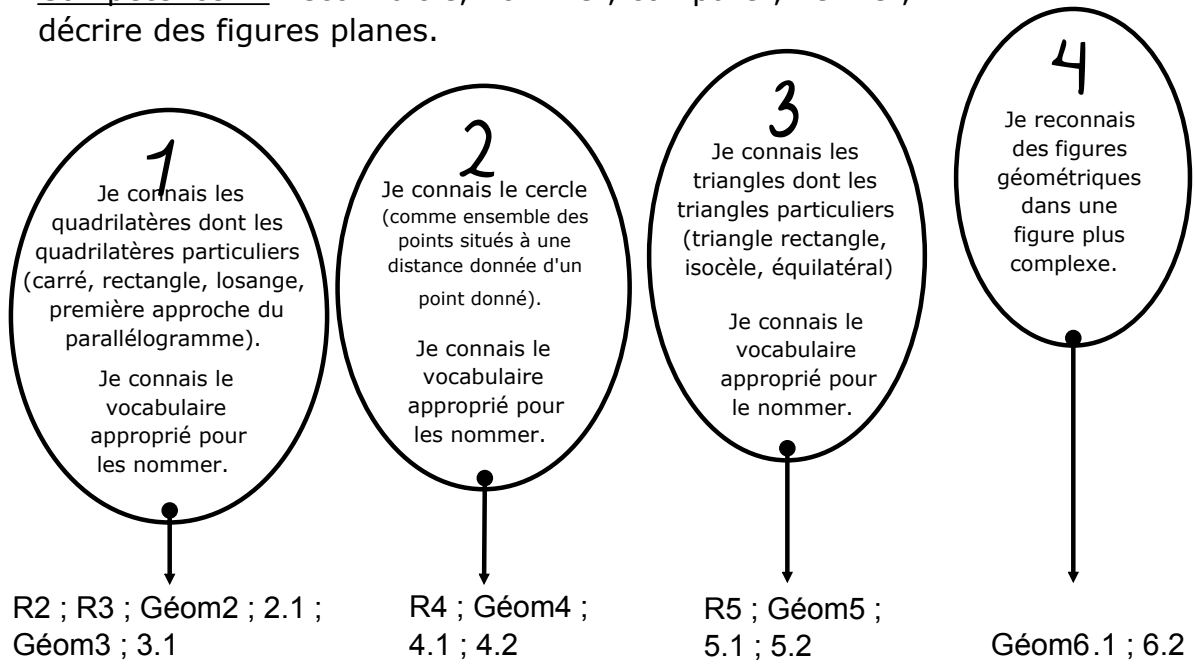 décrire des figures planes.
1
Je connais les
quadrilatères dont les
quadrilatères particuliers
(carré, rectangle, losange,
première approche du
parallélogramme).
Je connais le
vocabulaire
approprié pour
les nommer.
2
Je connais le cercle
(comme ensemble des
points situés à une
distance donnée d'un
point donné).
Je connais le
vocabulaire
approprié pour
les nommer.
3
Je connais les
triangles dont les
triangles particuliers
(triangle rectangle,
isocèle, équilatéral)
Je connais le
vocabulaire
approprié pour
le nommer.
4
Je reconnais
des figures
géométriques
dans une
figure plus
complexe.
R2 ; R3 ; Géom2 ; 2.1 ;
Géom3 ; 3.1
R4 ; Géom4 ;
4.1 ; 4.2
R5 ; Géom5 ;
5.1 ; 5.2
Géom6.1 ; 6.2